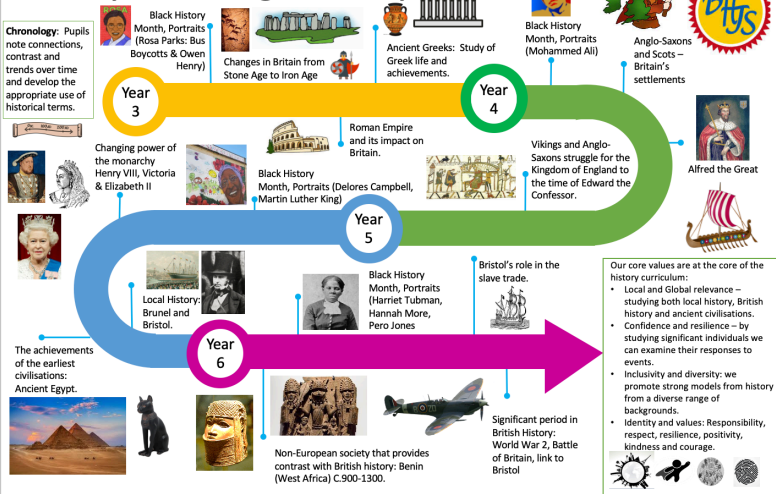 Chronology: Pupils
note connections,
contrast and
trends over time
and develop the
appropriate use of
historical terms.
Black History
Month, Portraits
(Rosa Parks: Bus
Boycotts & Owen
Henry)
Changes in Britain from
Stone Age to Iron Age
Ancient Greeks: Study of
Greek life and
achievements.
Black History
Month, Portraits
(Mohammed Ali)
Anglo-Saxons
and Scots –
Britain's
settlements
BHJS
Year
3
Year
4
Roman Empire
and its impact on
Britain.
Changing power of
the monarchy
Henry VIII, Victoria
& Elizabeth II
Black History
Month, Portraits (Delores Campbell,
Martin Luther King)
Vikings and Anglo-
Saxons struggle for the
Kingdom of England to
the time of Edward the
Confessor.
Alfred the Great
Year
5
Local History:
Brunel and
Bristol.
Black History
Month, Portraits
(Harriet Tubman,
Hannah More,
Pero Jones
Bristol's role in the
slave trade.
Year
6
The achievements
of the earliest
civilisations:
Ancient Egypt.
Non-European society that provides
contrast with British history: Benin
(West Africa) C.900-1300.
Significant period in
British History:
World War 2, Battle
of Britain, link to
Bristol
Our core values are at the core of the
history curriculum:
• Local and Global relevance –
studying both local history, British
history and ancient civilisations.
• Confidence and resilience – by
studying significant individuals we
can examine their responses to
events.
• Inclusivity and diversity: we
promote strong models from history
from a diverse range of
backgrounds.
• Identity and values: Responsibility,
respect, resilience, positivity,
kindness and courage.